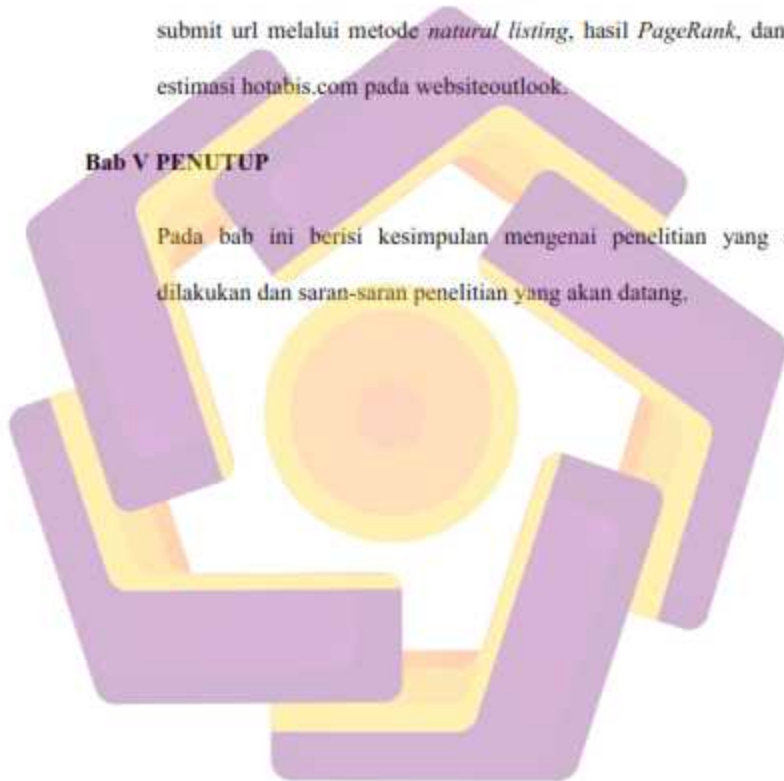 submit url melalui metode natural listing, hasil PageRank, dan
estimasi hotabis.com pada websiteoutlook.
Bab V PENUTUP
Pada bab ini berisi kesimpulan mengenai penelitian yang
dilakukan dan saran-saran penelitian yang akan datang.